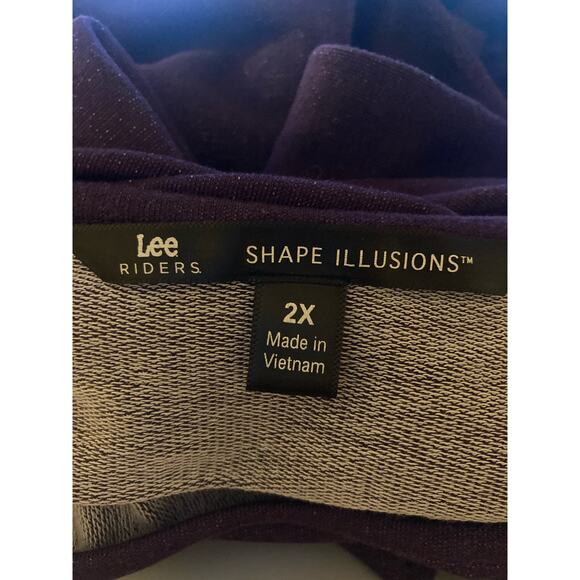 Lee
RIDERS.
SHAPE ILLUSIONS™
2X
Made in
Vietnam